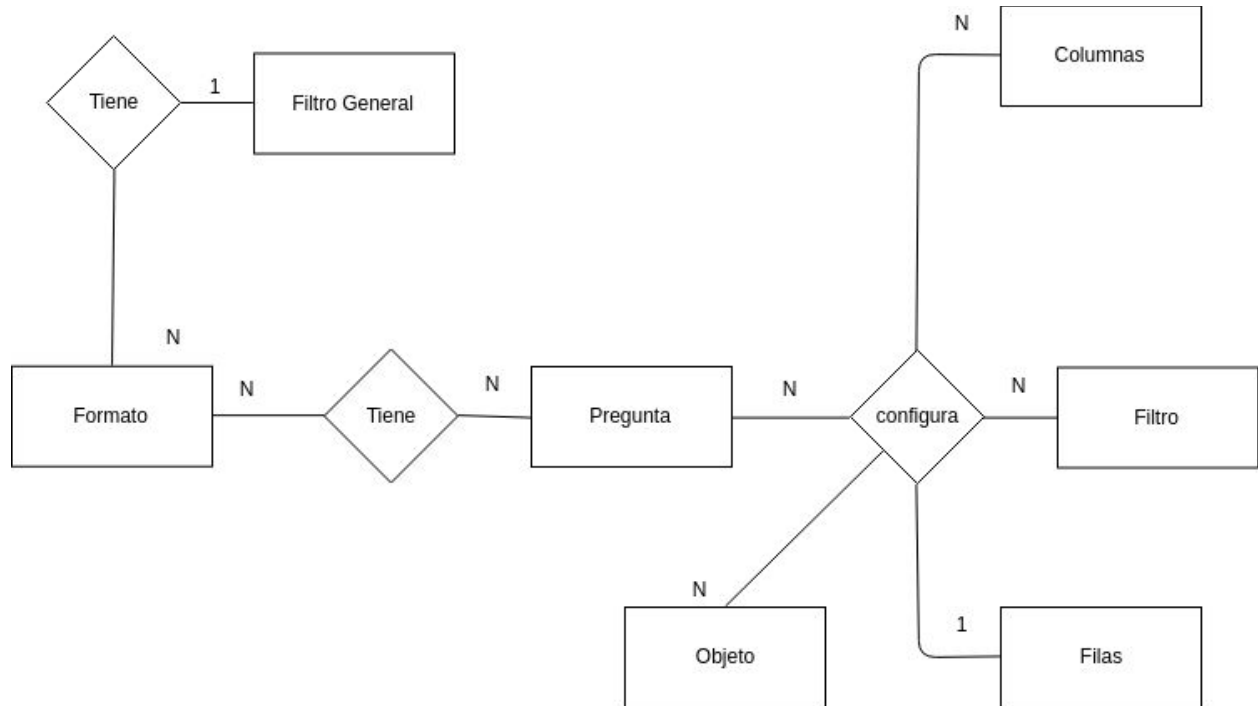 N
Columnas
Tiene
1
Filtro General
N
Formato
N
Tiene
N
Pregunta
N
configura
N
Filtro
N
Objeto
1
Filas